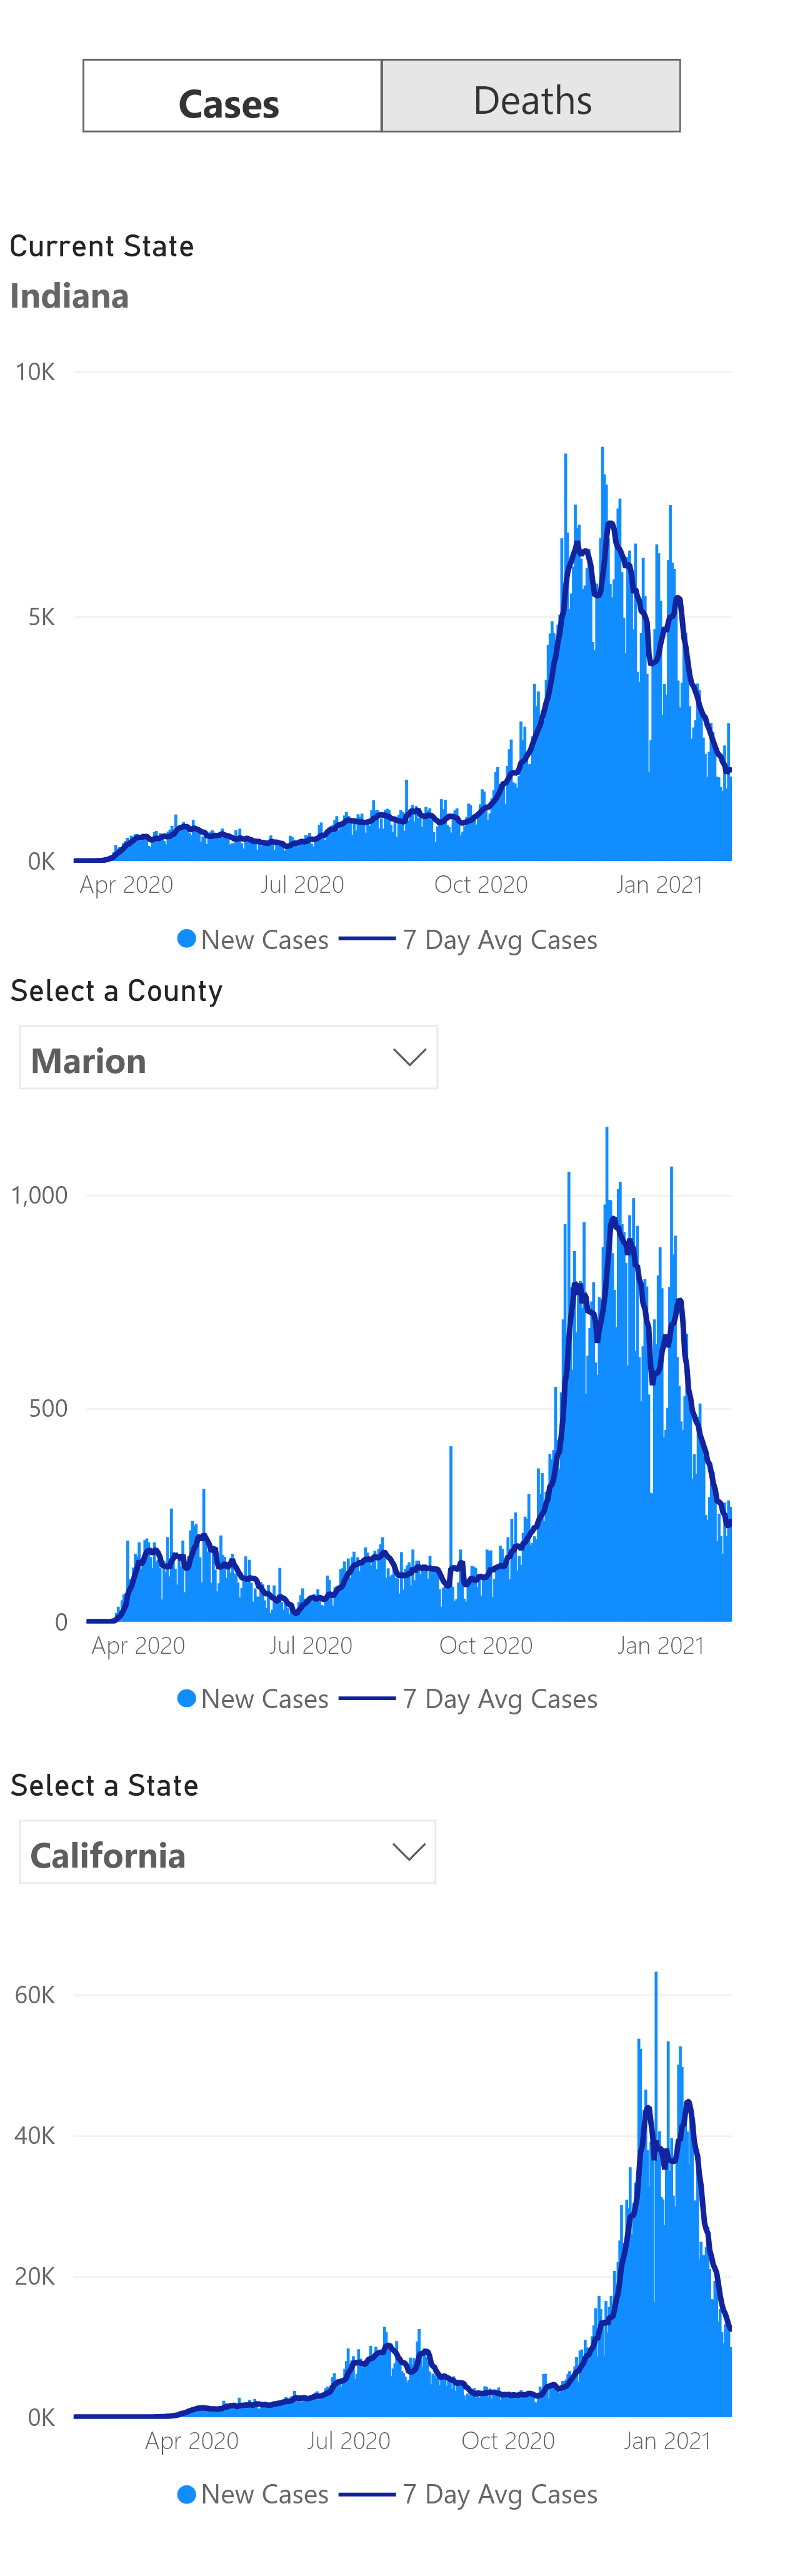 Cases Deaths
Current State
Indiana
10K
5K
0K
Apr 2020 Jul 2020 Oct 2020 Jan 2021
New Cases 7 Day Avg Cases
Select a County
Marion
1,000
500
0
Apr 2020 Jul 2020 Oct 2020 Jan 2021
New Cases 7 Day Avg Cases
Select a State
California
60K
40K
20K
0K
Apr 2020 Jul 2020 Oct 2020 Jan 2021
New Cases 7 Day Avg Cases